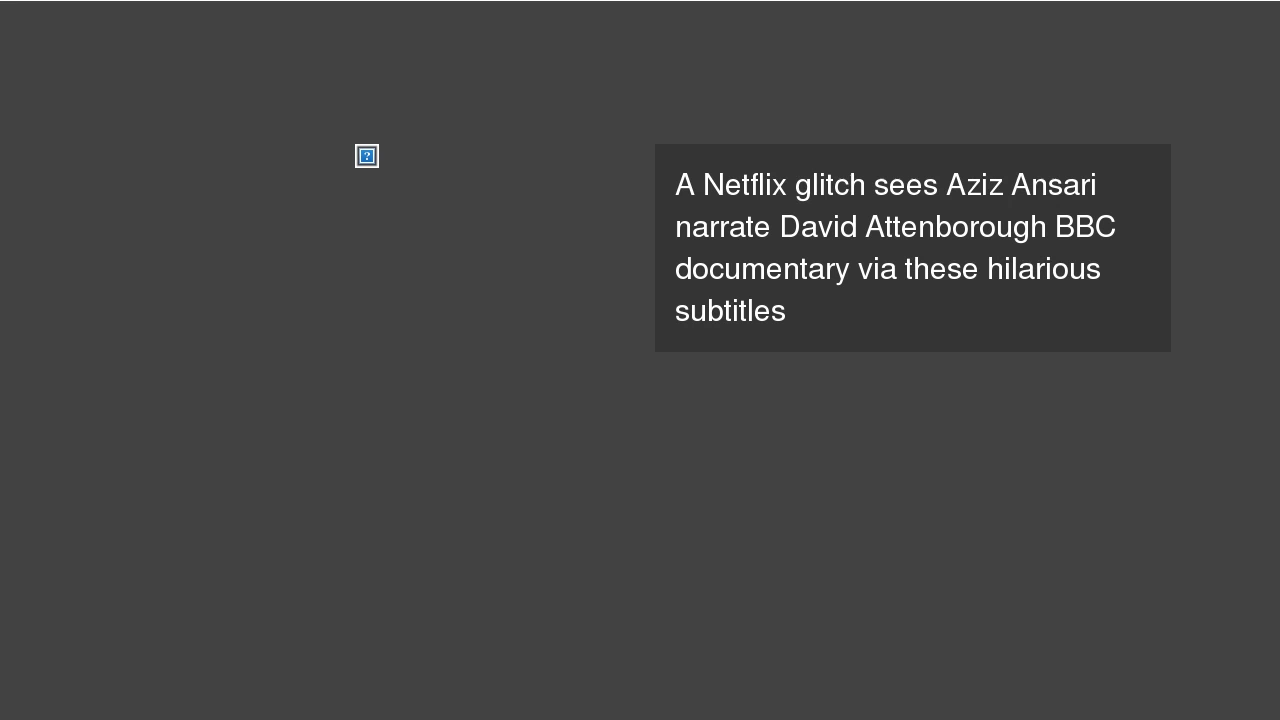 A Netflix glitch sees Aziz Ansari
narrate David Attenborough BBC
documentary via these hilarious
subtitles